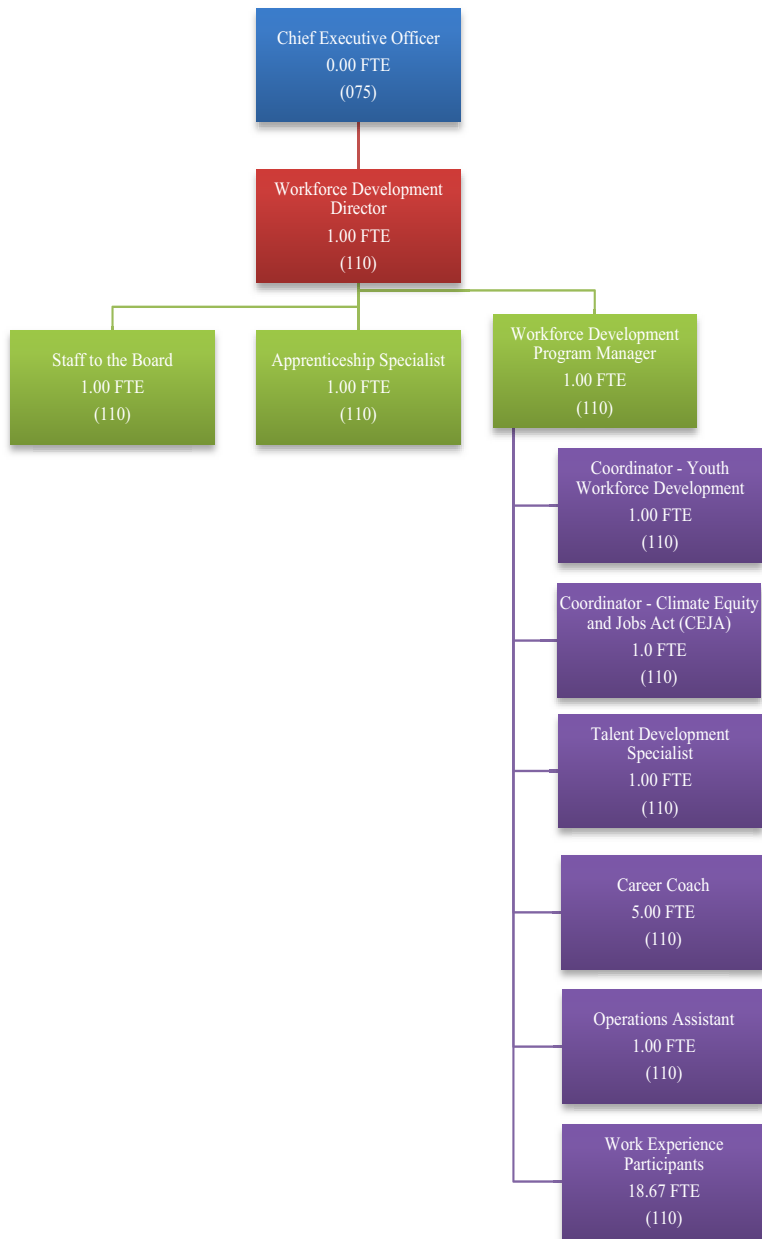 Chief Executive Officer
0.00 FTE
(075)
Workforce Development
Director
1.00 FTE
(110)
Staff to the Board
1.00 FTE
(110)
Apprenticeship Specialist
1.00 FTE
(110)
Workforce Development
Program Manager
1.00 FTE
(110)
Coordinator - Youth
Workforce Development
1.00 FTE
(110)
Coordinator - Climate Equity
and Jobs Act (CEJA)
1.0 FTE
(110)
Talent Development
Specialist
1.00 FTE
(110)
Career Coach
5.00 FTE
(110)
Operations Assistant
1.00 FTE
(110)
Work Experience
Participants
18.67 FTE
(110)